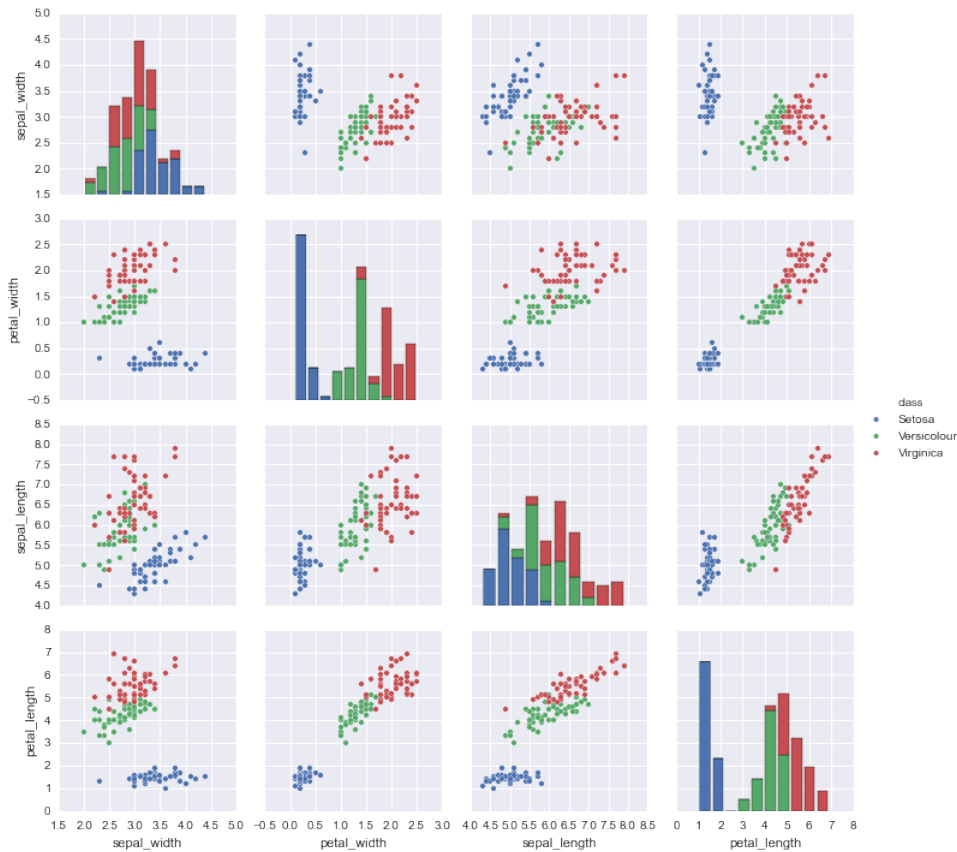 5.0
4.5
4.0
3.5
3.0
2.5
2.0
1.5
sepal_width
3.0
2.5
2.0
1.5
1.0
0.5
0.0
−0.5
petal_width
8.5
8.0
7.5
7.0
6.5
6.0
5.5
5.0
4.5
4.0
sepal_length
8
7
6
5
4
3
2
1
0
petal_length
1.5 2.0 2.5 3.0 3.5 4.0 4.5 5.0
sepal_width
−0.5 0.0 0.5 1.0 1.5 2.0 2.5 3.0
petal_width
4.0 4.5 5.0 5.5 6.0 6.5 7.0 7.5 8.0 8.5
sepal_length
0 1 2 3 4 5 6 7 8
petal_length
class
Setosa
Versicolour
Virginica